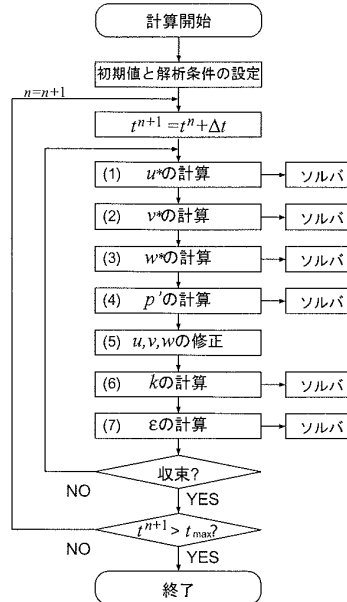 計算開始
初期値と解析条件の設定
n=n+1
tⁿ⁺¹=tⁿ+Δt
(1) u*の計算 ソルバ
(2) v*の計算 ソルバ
(3) w*の計算 ソルバ
(4) p'の計算 ソルバ
(5) u,v,wの修正
(6) kの計算 ソルバ
(7) εの計算 ソルバ
収束?
NO
YES
tⁿ⁺¹ > tmax?
NO
YES
終了